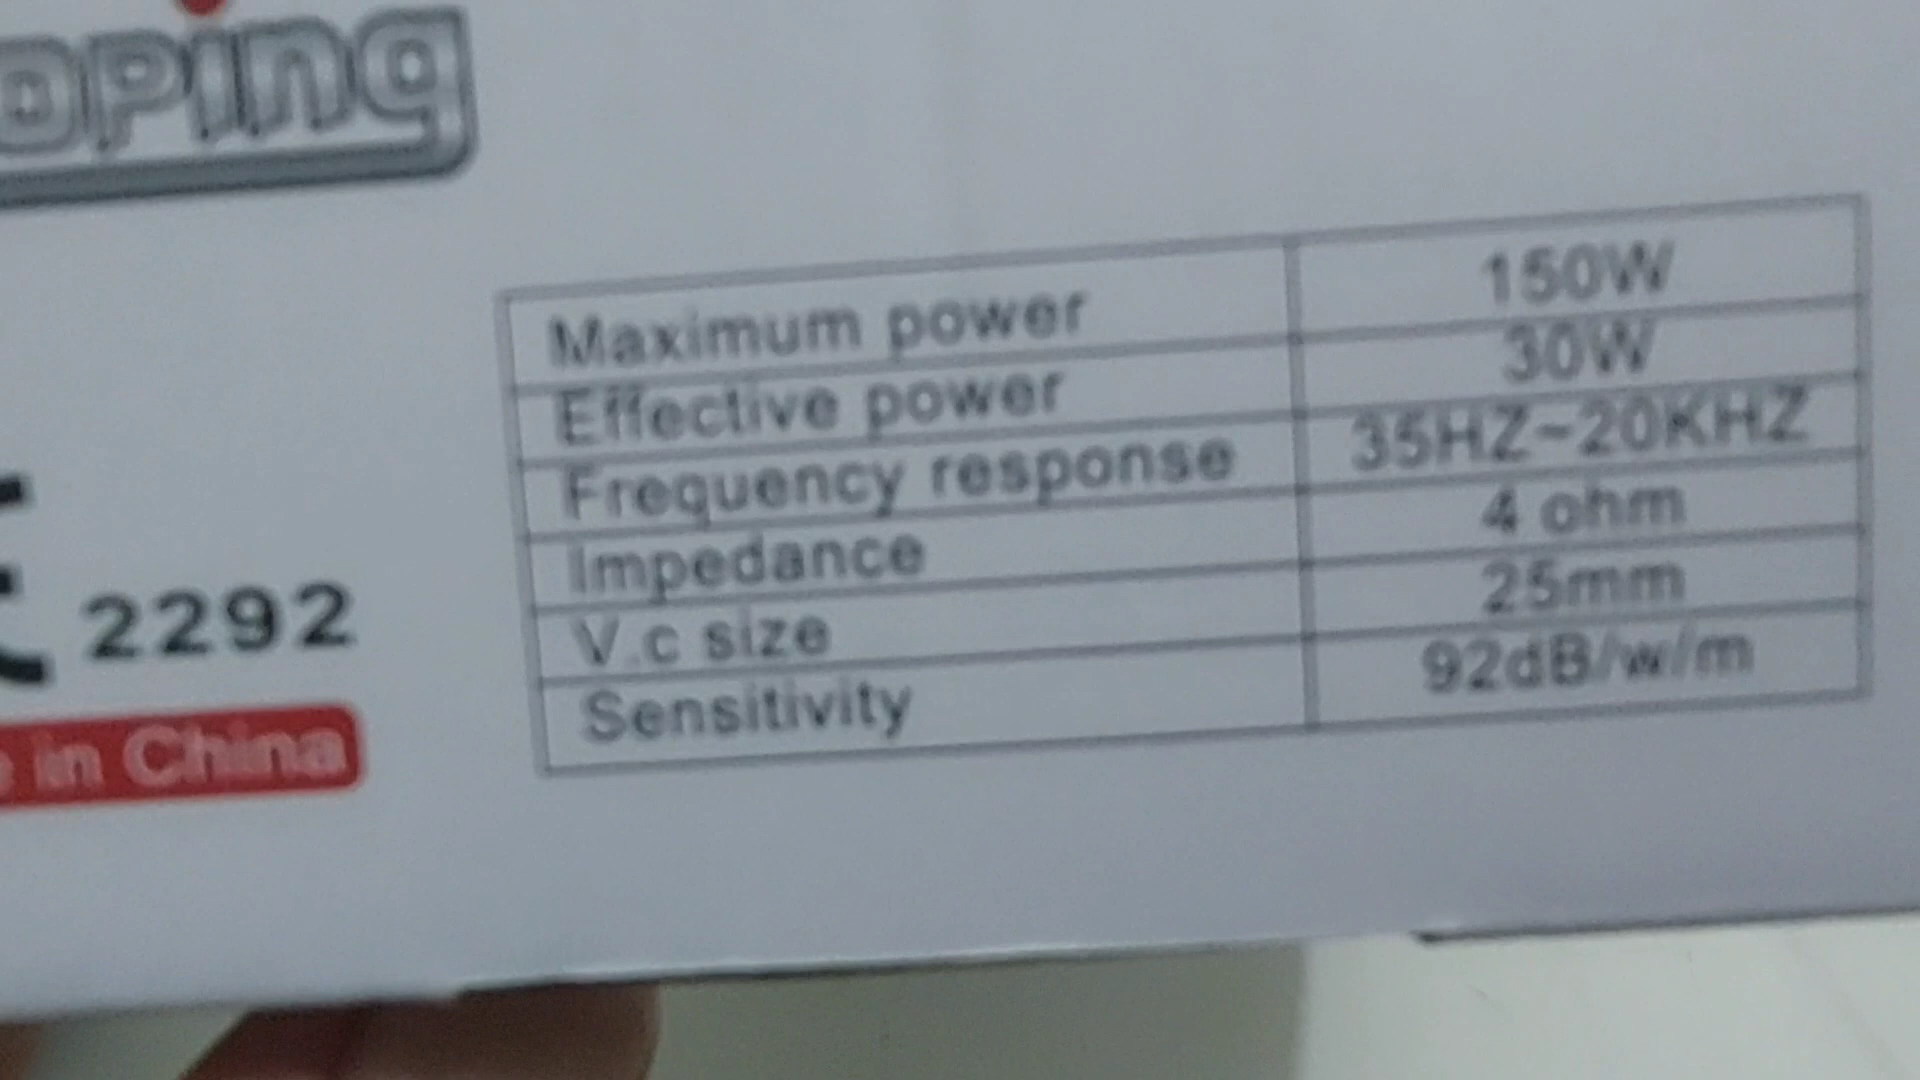 oping
Maximum power 150W
Effective power 30W
Frequency response 35HZ~20KHZ
Impedance 4 ohm
V.c size 25mm
Sensitivity 92dB/w/m
2292
in China